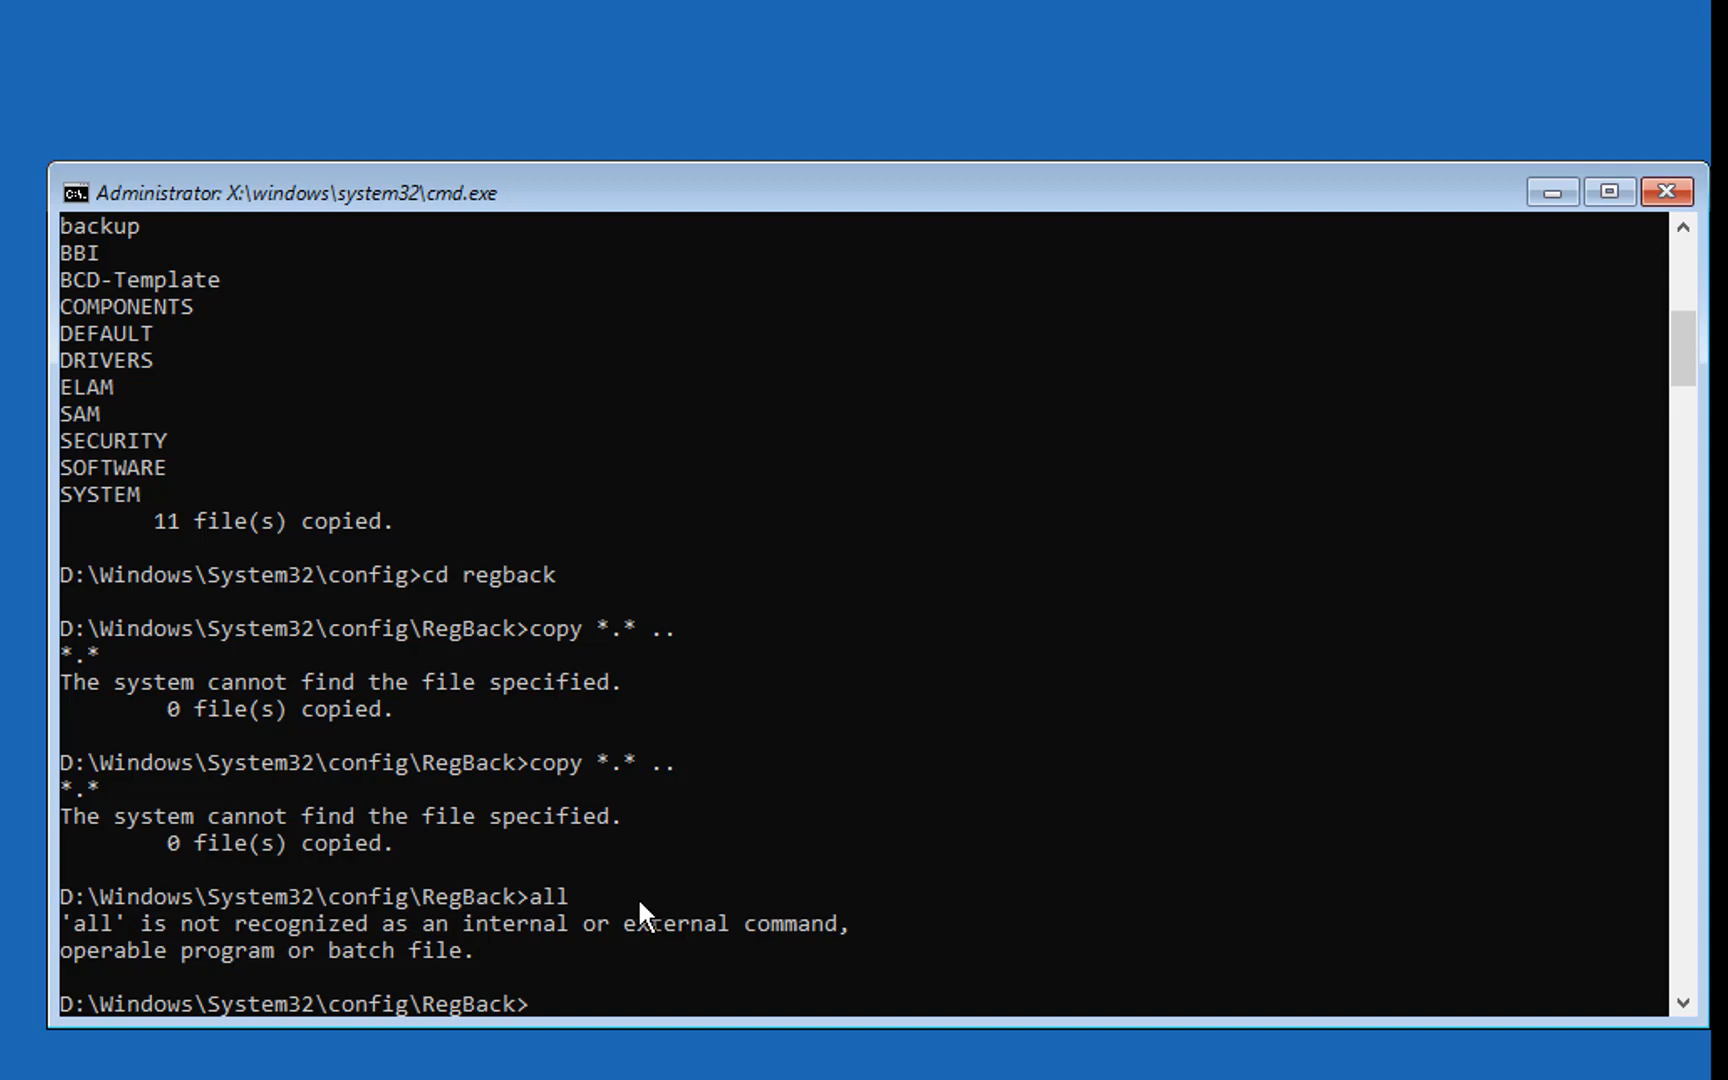 Administrator: X:\windows\system32\cmd.exe
backup
BBI
BCD-Template
COMPONENTS
DEFAULT
DRIVERS
ELAM
SAM
SECURITY
SOFTWARE
SYSTEM
11 file(s) copied.
D:\Windows\System32\config>cd regback
D:\Windows\System32\config\RegBack>copy *.* ..
*.*
The system cannot find the file specified.
0 file(s) copied.
D:\Windows\System32\config\RegBack>copy *.* ..
*.*
The system cannot find the file specified.
0 file(s) copied.
D:\Windows\System32\config\RegBack>all
'all' is not recognized as an internal or external command,
operable program or batch file.
D:\Windows\System32\config\RegBack>